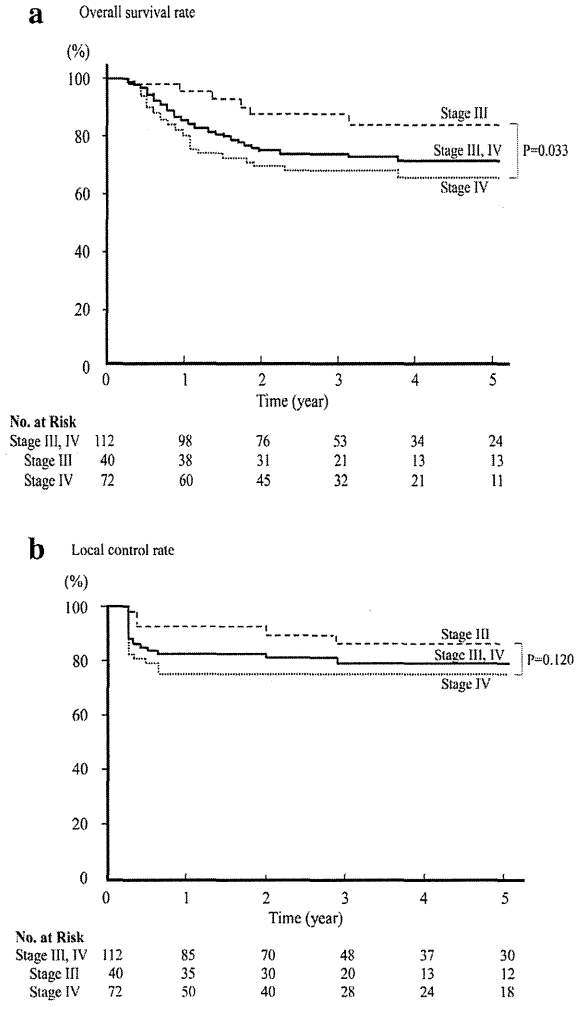 a Overall survival rate
(%)
100
80
60
40
20
0
Stage III
Stage III, IV
Stage IV
P=0.033
0 1 2 3 4 5
Time (year)
No. at Risk
Stage III, IV 112 98 76 53 34 24
Stage III 40 38 31 21 13 13
Stage IV 72 60 45 32 21 11
b Local control rate
(%)
100
80
60
40
20
0
Stage III
Stage III, IV
Stage IV
P=0.120
0 1 2 3 4 5
Time (year)
No. at Risk
Stage III, IV 112 85 70 48 37 30
Stage III 40 35 30 20 13 12
Stage IV 72 50 40 28 24 18